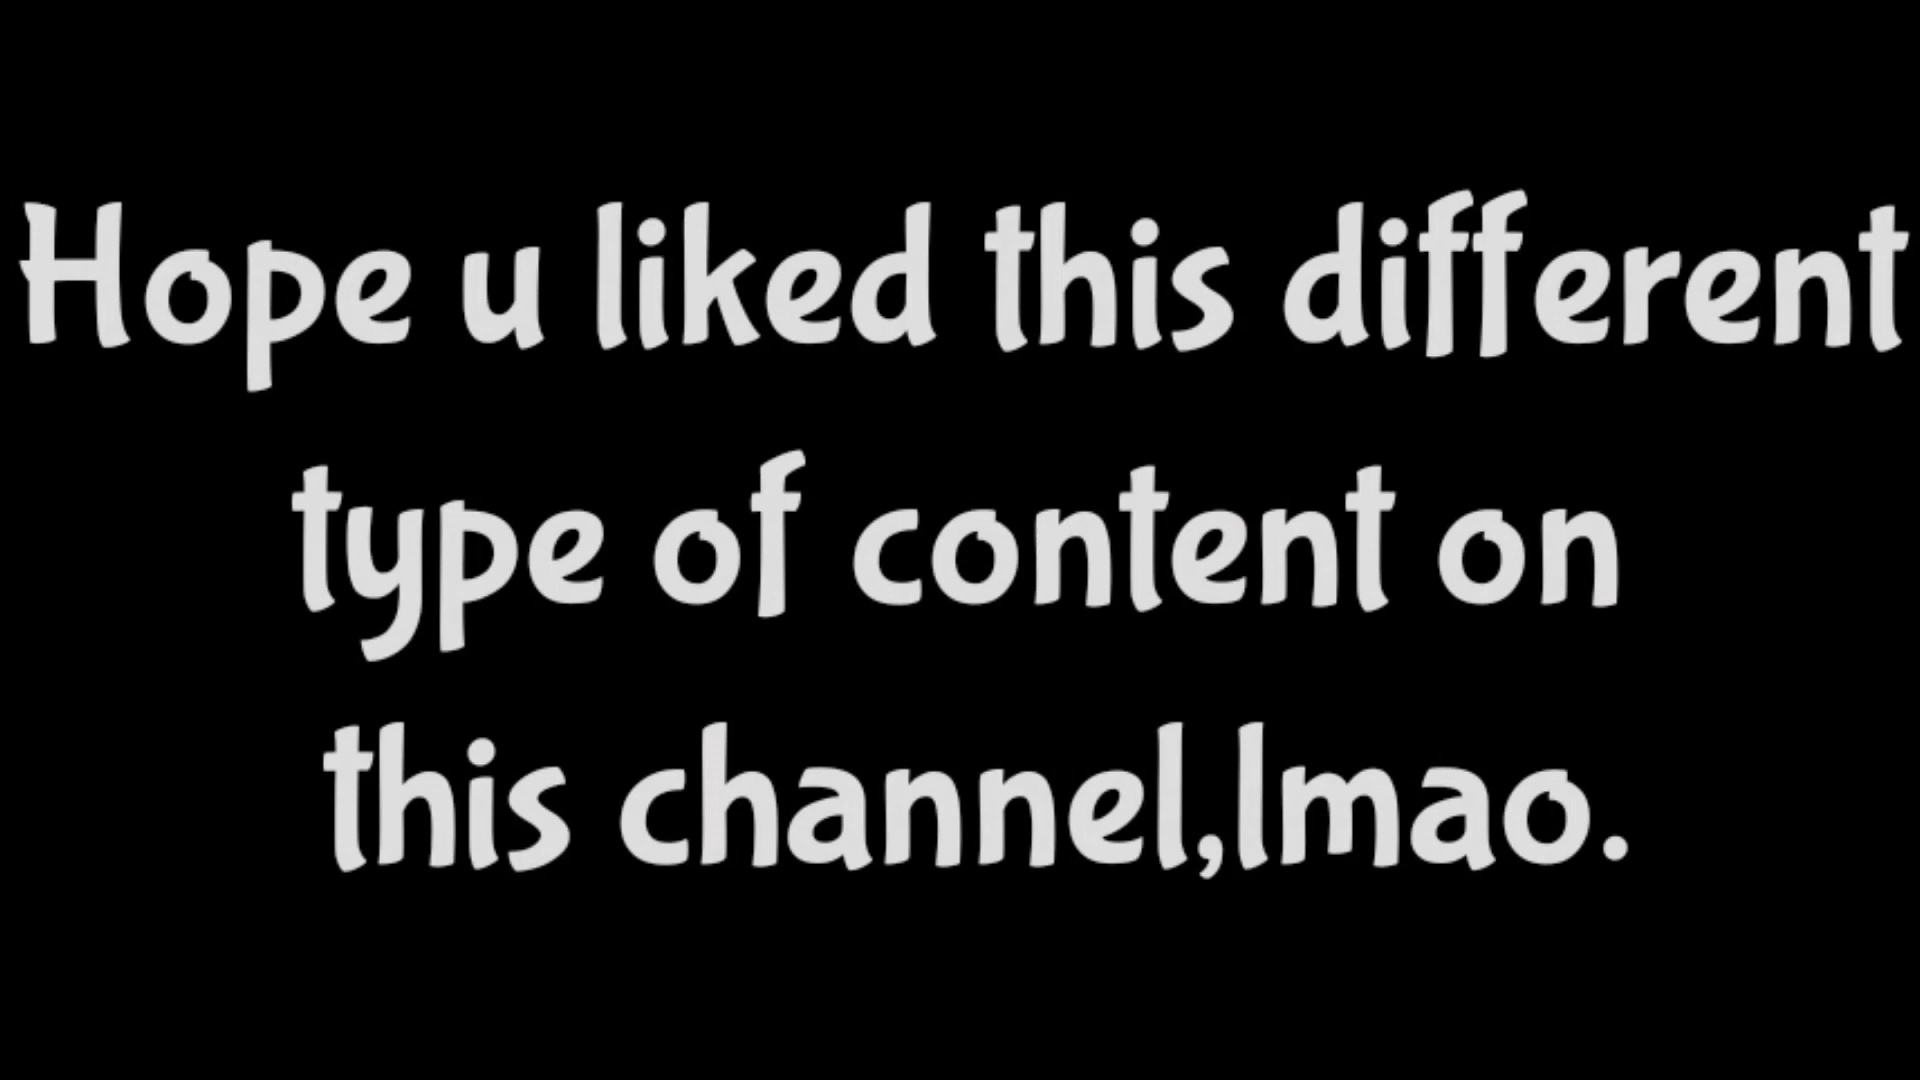 Hope u liked this different
type of content on
this channel,lmao.